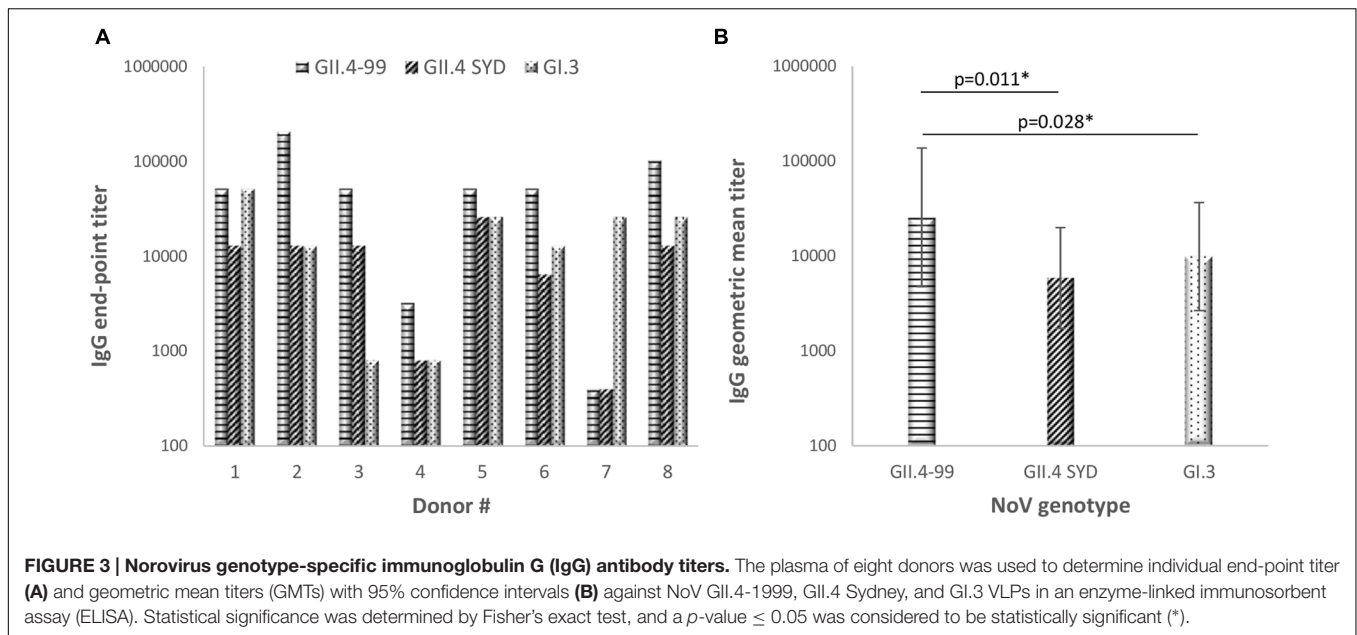 A
GII.4-99 GII.4 SYD GI.3
1000000
100000
10000
1000
100
IgG end-point titer
1 2 3 4 5 6 7 8
Donor #
B
1000000
100000
10000
1000
100
IgG geometric mean titer
p=0.011*
p=0.028*
GII.4-99 GII.4 SYD GI.3
NoV genotype
FIGURE 3 | Norovirus genotype-specific immunoglobulin G (IgG) antibody titers. The plasma of eight donors was used to determine individual end-point titer
(A) and geometric mean titers (GMTs) with 95% confidence intervals (B) against NoV GII.4-1999, GII.4 Sydney, and GI.3 VLPs in an enzyme-linked immunosorbent
assay (ELISA). Statistical significance was determined by Fisher's exact test, and a p-value ≤ 0.05 was considered to be statistically significant (*).